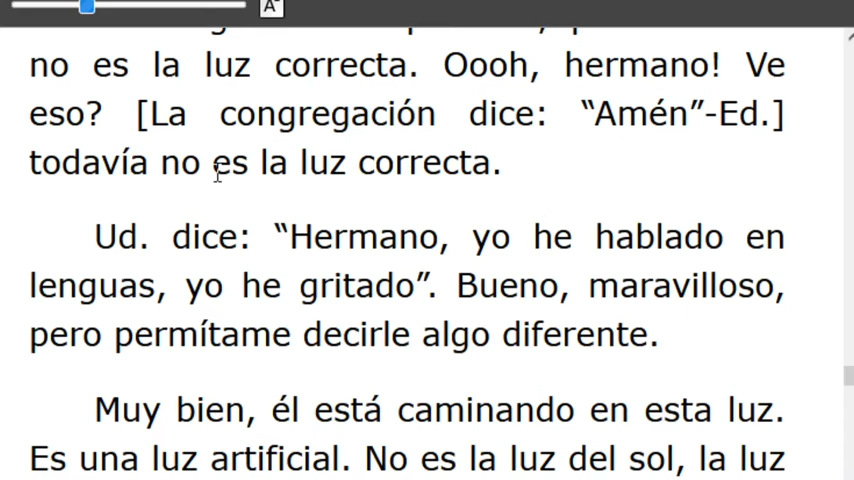 A
no es la luz correcta. Oooh, hermano! Ve
eso? [La congregación dice: “Amén”-Ed.]
todavía no es la luz correcta.
Ud. dice: “Hermano, yo he hablado en
lenguas, yo he gritado”. Bueno, maravilloso,
pero permítame decirle algo diferente.
Muy bien, él está caminando en esta luz.
Es una luz artificial. No es la luz del sol, la luz